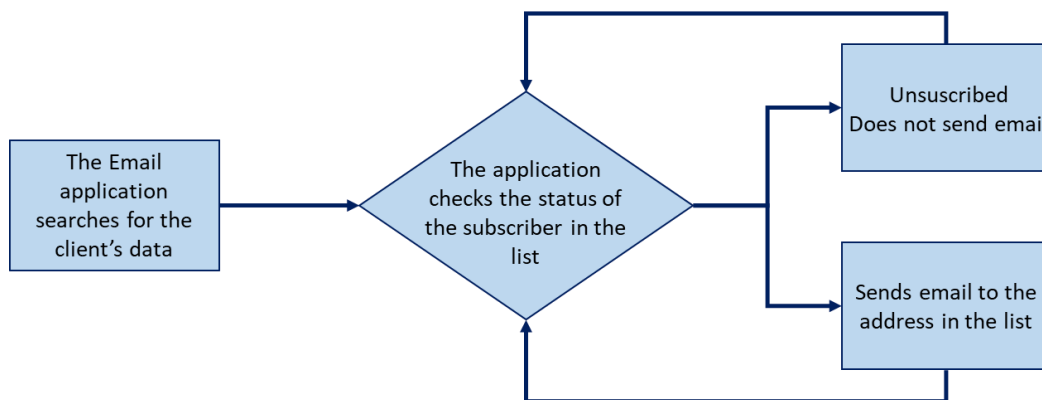 The Email
application
searches for the
client's data
The application
checks the status of
the subscriber in the
list
Unsuscribed
Does not send email
Sends email to the
address in the list